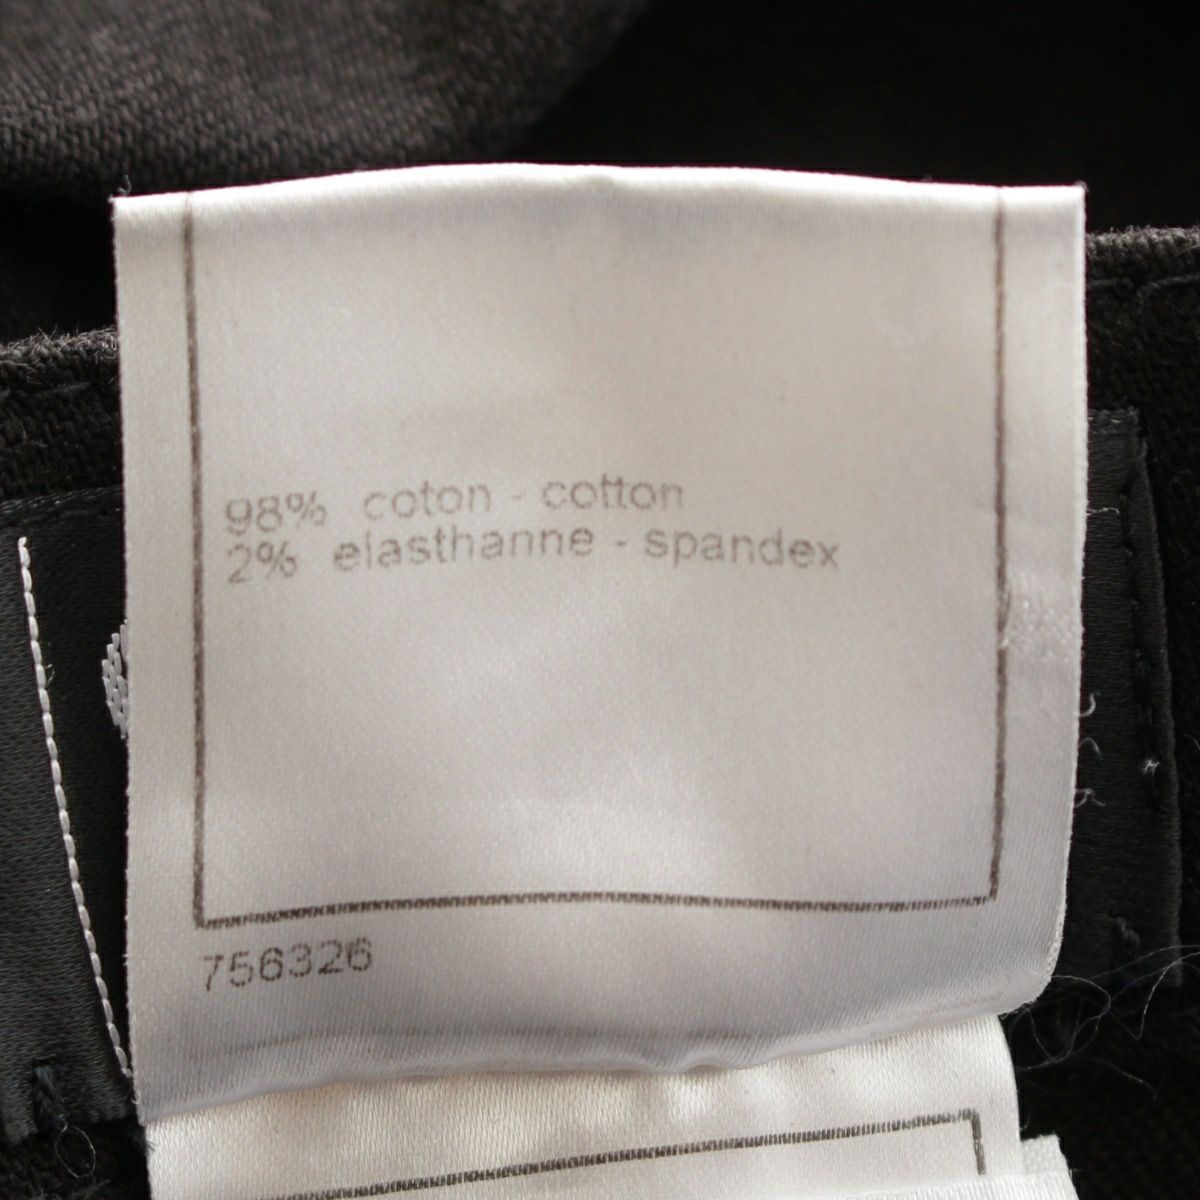 98% coton - cotton
2% elasthanne - spandex
756326